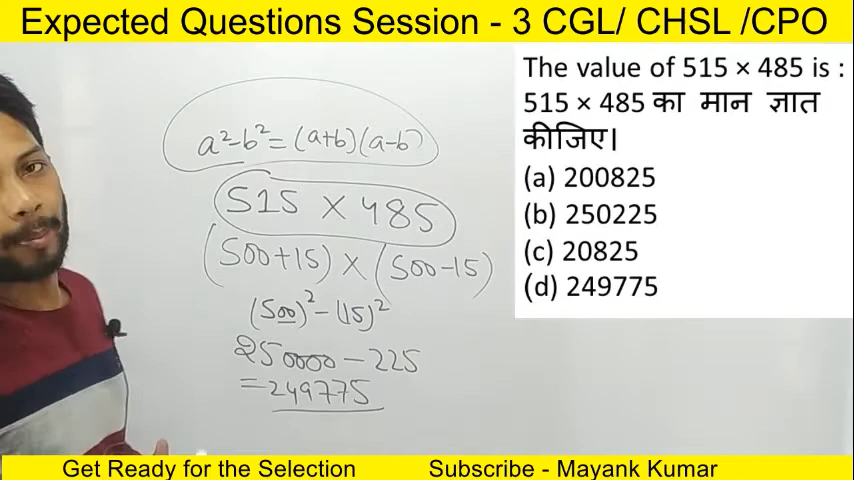 Expected Questions Session - 3 CGL/ CHSL /CPO
The value of 515 × 485 is :
515 × 485 का मान ज्ञात
कीजिए।
(a) 200825
(b) 250225
(c) 20825
(d) 249775
a²-b² = (a+b)(a-b)
515 × 485
(500+15) × (500-15)
(500)² - (15)²
250000 - 225
= 249775
Get Ready for the Selection
Subscribe - Mayank Kumar